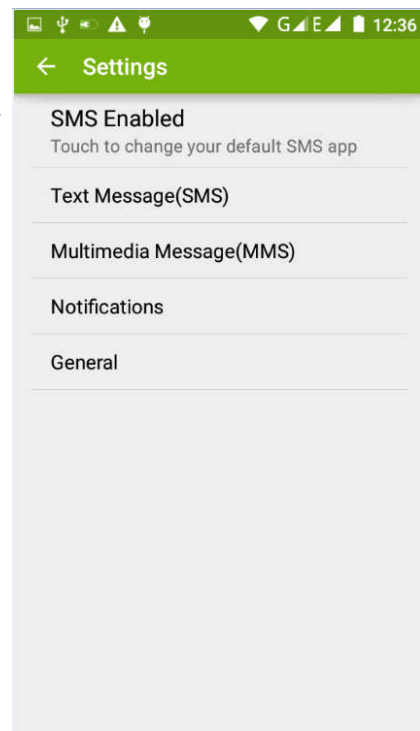 G E 12:36
Settings
SMS Enabled
Touch to change your default SMS app
Text Message(SMS)
Multimedia Message(MMS)
Notifications
General